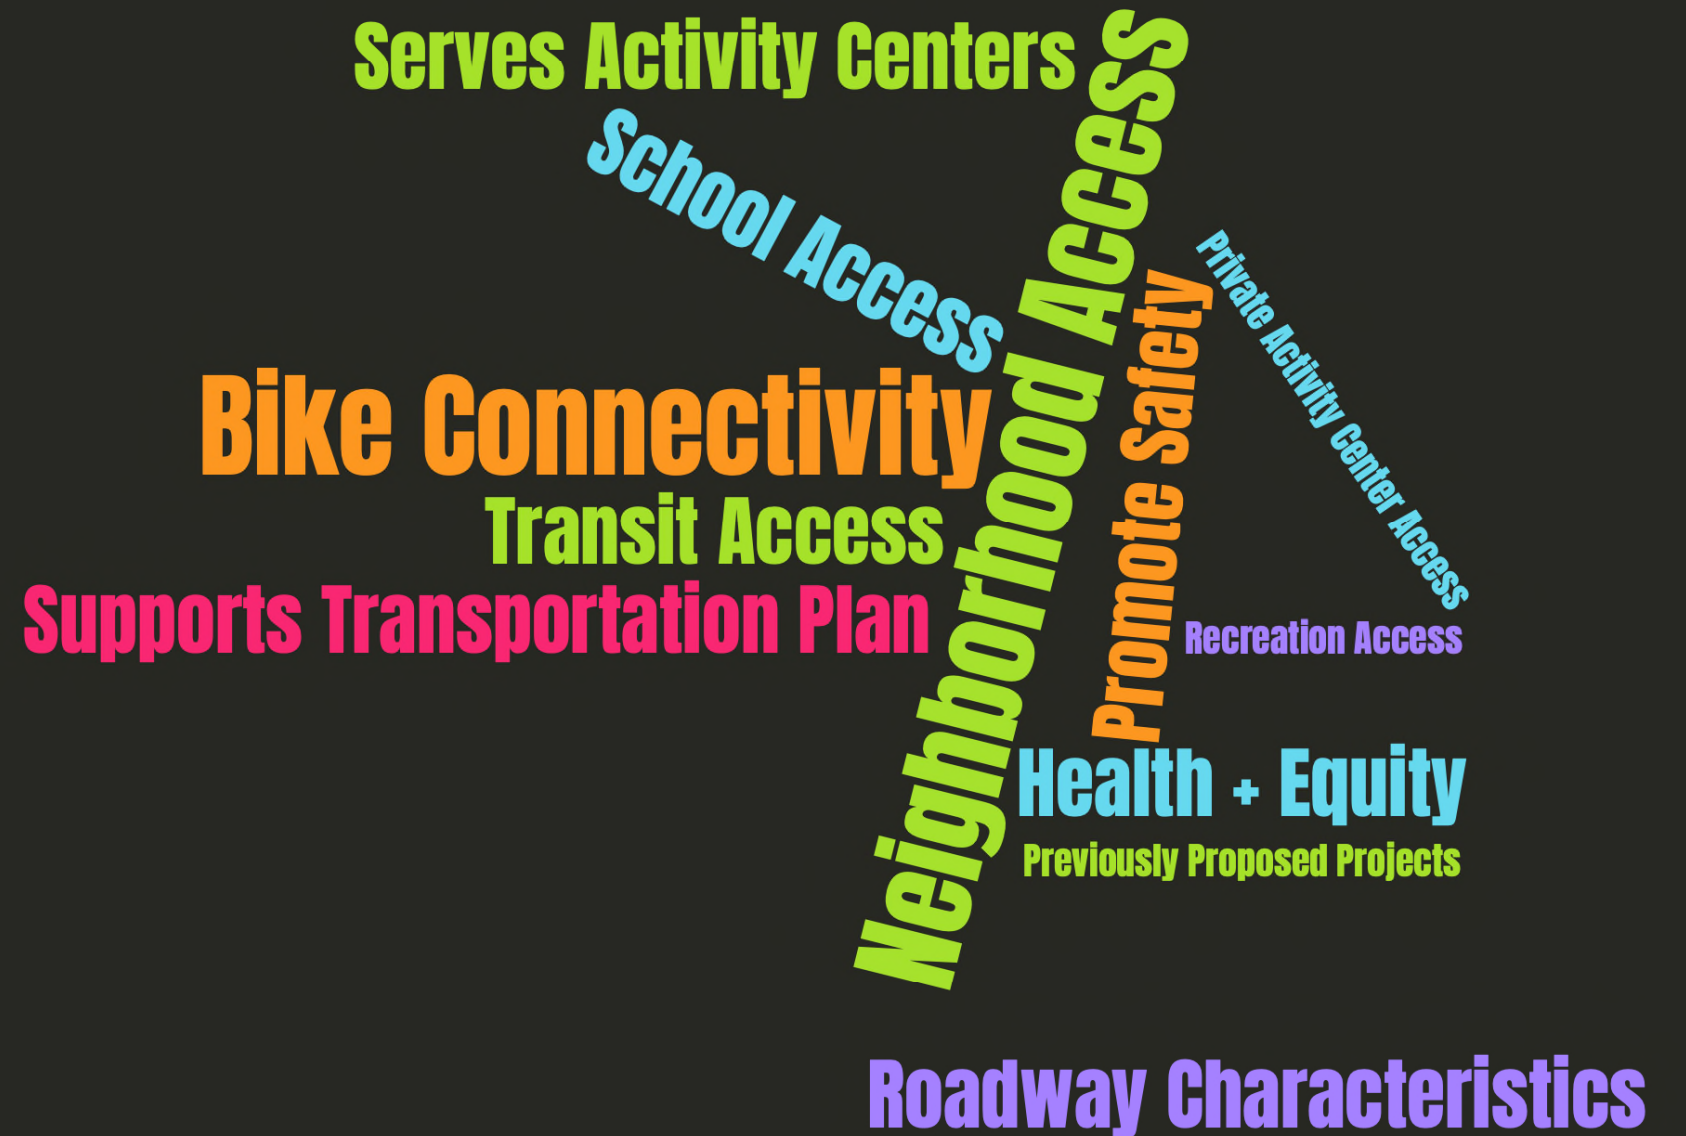 Serves Activity Centers
School Access
Neighborhood Access
Private Activity Center Access
Promote Safety
Bike Connectivity
Transit Access
Supports Transportation Plan
Recreation Access
Health + Equity
Previously Proposed Projects
Roadway Characteristics